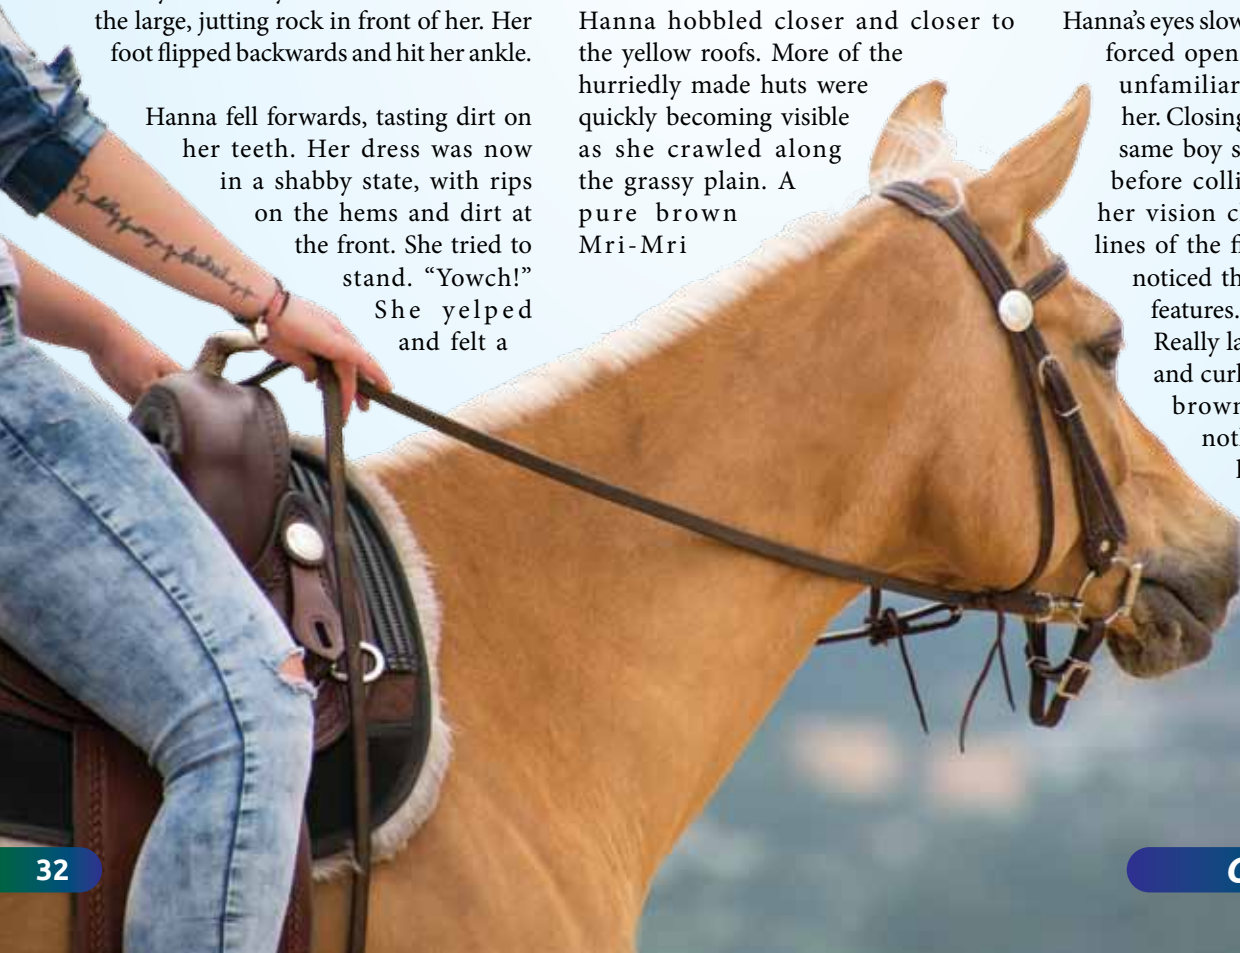 the large, jutting rock in front of her. Her
foot flipped backwards and hit her ankle.
Hanna fell forwards, tasting dirt on
her teeth. Her dress was now
in a shabby state, with rips
on the hems and dirt at
the front. She tried to
stand. “Yowch!”
She yelped
and felt a
Hanna hobbled closer and closer to
the yellow roofs. More of the
hurriedly made huts were
quickly becoming visible
as she crawled along
the grassy plain. A
pure brown
Mri-Mri
Hanna’s eyes slow
forced open
unfamiliar
her. Closing
same boy s
before colli
her vision cl
lines of the fi
noticed th
features.
Really la
and curl
brown
not
32